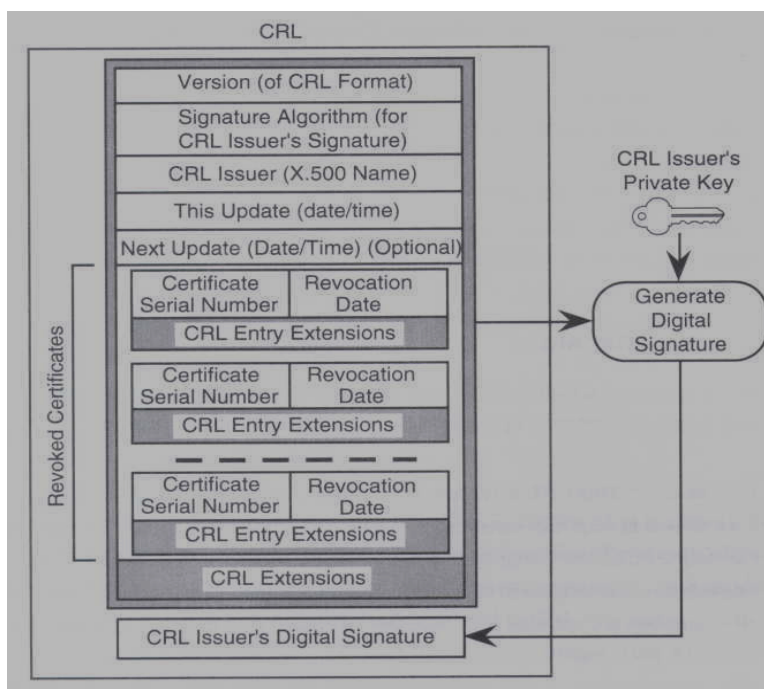 CRL
Version (of CRL Format)
Signature Algorithm (for
CRL Issuer's Signature)
CRL Issuer (X.500 Name)
This Update (date/time)
Next Update (Date/Time) (Optional)
Certificate
Serial Number
Revocation
Date
CRL Entry Extensions
Certificate
Serial Number
Revocation
Date
CRL Entry Extensions
Certificate
Serial Number
Revocation
Date
CRL Entry Extensions
CRL Extensions
CRL Issuer's Digital Signature
Revoked Certificates
CRL Issuer's
Private Key
Generate
Digital
Signature